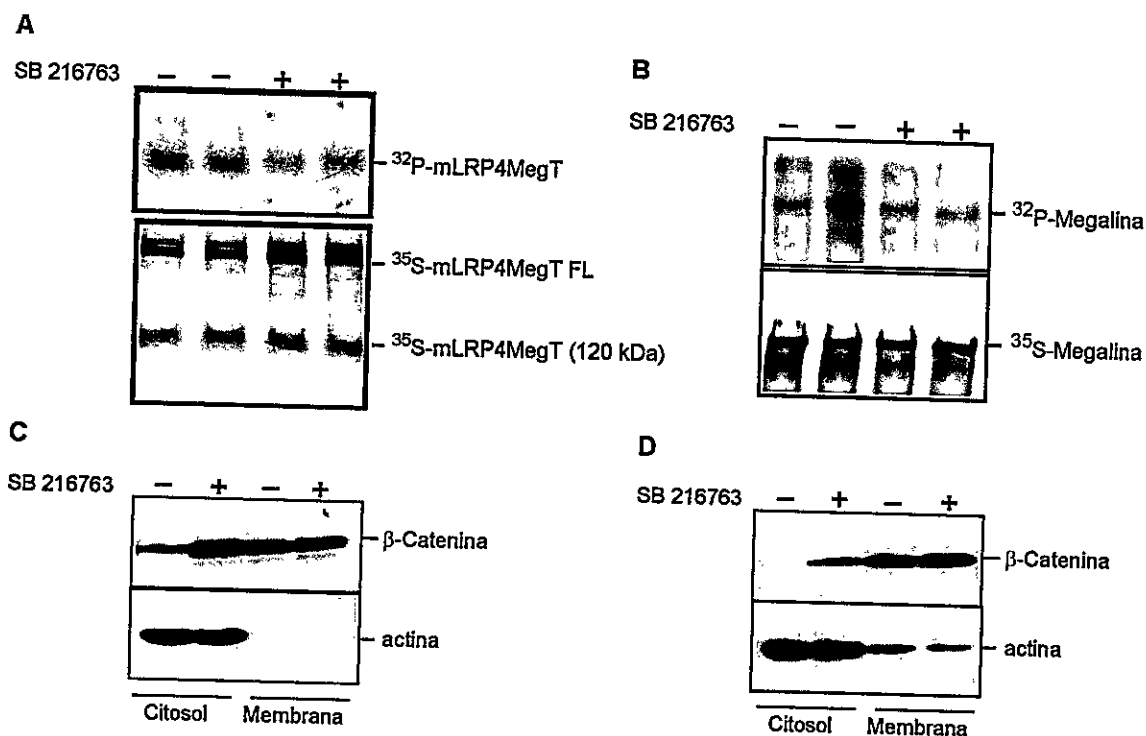 A
SB 216763 – – + +
³²P-mLRP4MegT
³⁵S-mLRP4MegT FL
³⁵S-mLRP4MegT (120 kDa)
B
SB 216763 – – + +
³²P-Megalina
³⁵S-Megalina
C
SB 216763 – + – +
β-Catenina
actina
Citosol Membrana
D
SB 216763 – + – +
β-Catenina
actina
Citosol Membrana